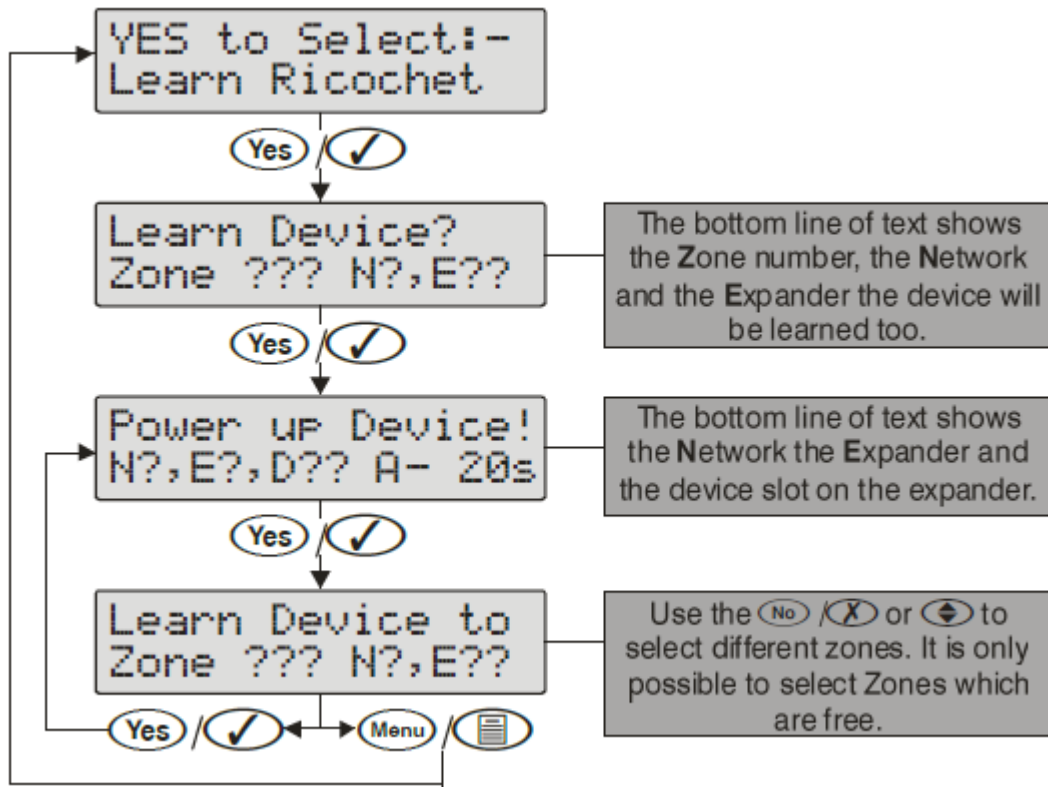 YES to Select:-
Learn Ricochet
Yes / ✓
Learn Device?
Zone ??? N?,E??
The bottom line of text shows
the Zone number, the Network
and the Expander the device will
be learned too.
Yes / ✓
Power up Device!
N?,E?,D?? A- 20s
The bottom line of text shows
the Network the Expander and
the device slot on the expander.
Yes / ✓
Learn Device to
Zone ??? N?,E??
Use the No / X or to
select different zones. It is only
possible to select Zones which
are free.
Yes / ✓ Menu /